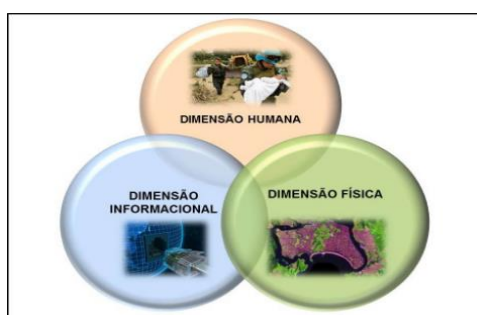 DIMENSÃO HUMANA
DIMENSÃO
INFORMACIONAL
DIMENSÃO FÍSICA